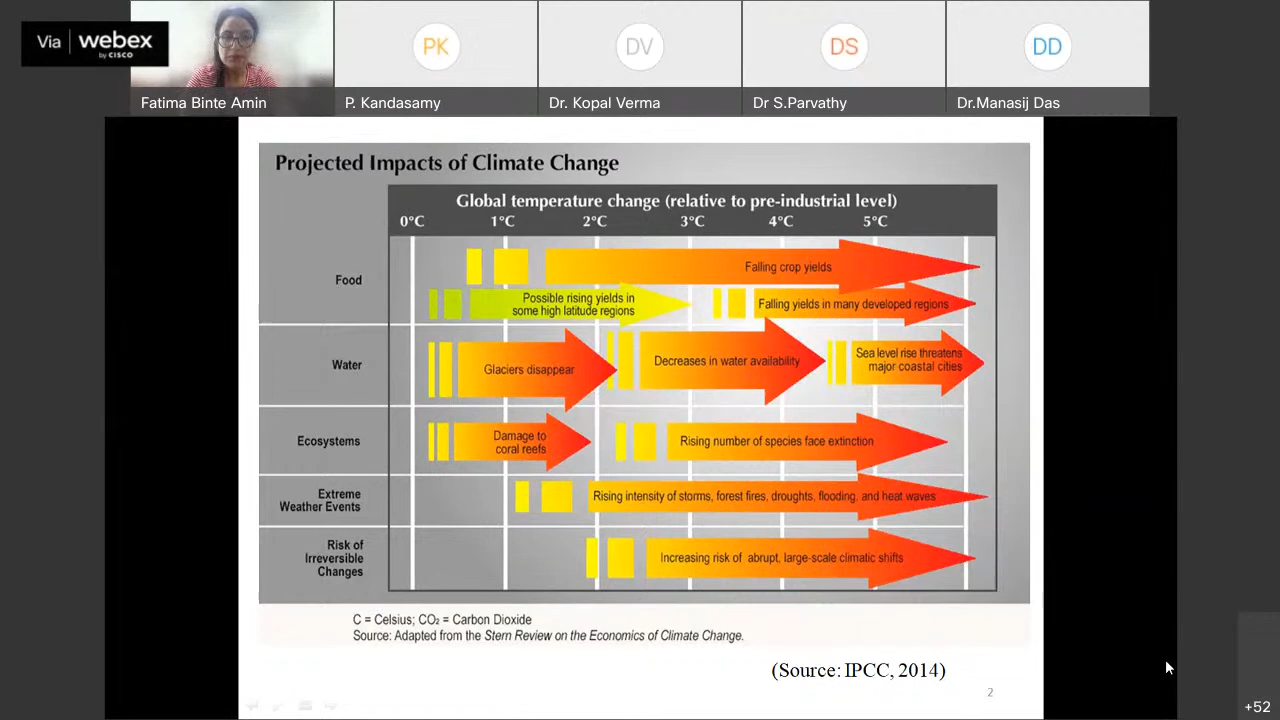 Via webex
by CISCO
PK
DV
DS
DD
Fatima Binte Amin
P. Kandasamy
Dr. Kopal Verma
Dr S.Parvathy
Dr.Manasij Das
Projected Impacts of Climate Change
Global temperature change (relative to pre-industrial level)
0°C 1°C 2°C 3°C 4°C 5°C
Food
Falling crop yields
Possible rising yields in
some high latitude regions
Falling yields in many developed regions
Water
Glaciers disappear
Decreases in water availability
Sea level rise threatens
major coastal cities
Ecosystems
Damage to
coral reefs
Rising number of species face extinction
Extreme
Weather Events
Rising intensity of storms, forest fires, droughts, flooding, and heat waves
Risk of
Irreversible
Changes
Increasing risk of abrupt, large-scale climatic shifts
C = Celsius; CO₂ = Carbon Dioxide
Source: Adapted from the Stern Review on the Economics of Climate Change.
(Source: IPCC, 2014)
2
+52